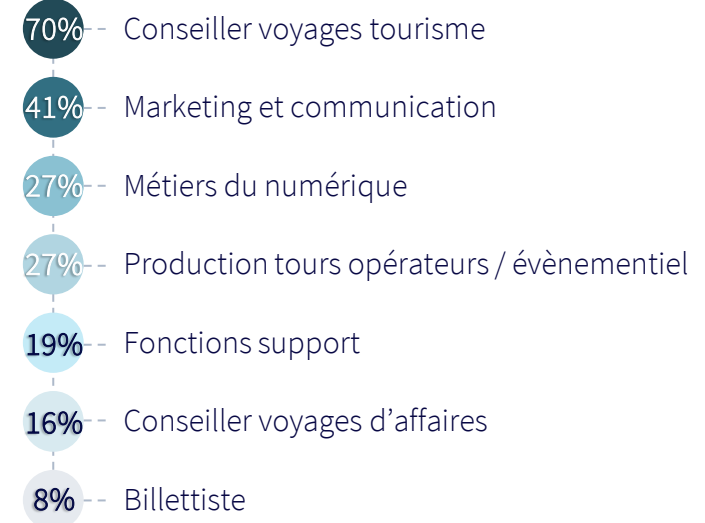 70% Conseiller voyages tourisme
41% Marketing et communication
27% Métiers du numérique
27% Production tours opérateurs / évènementiel
19% Fonctions support
16% Conseiller voyages d’affaires
8% Billettiste